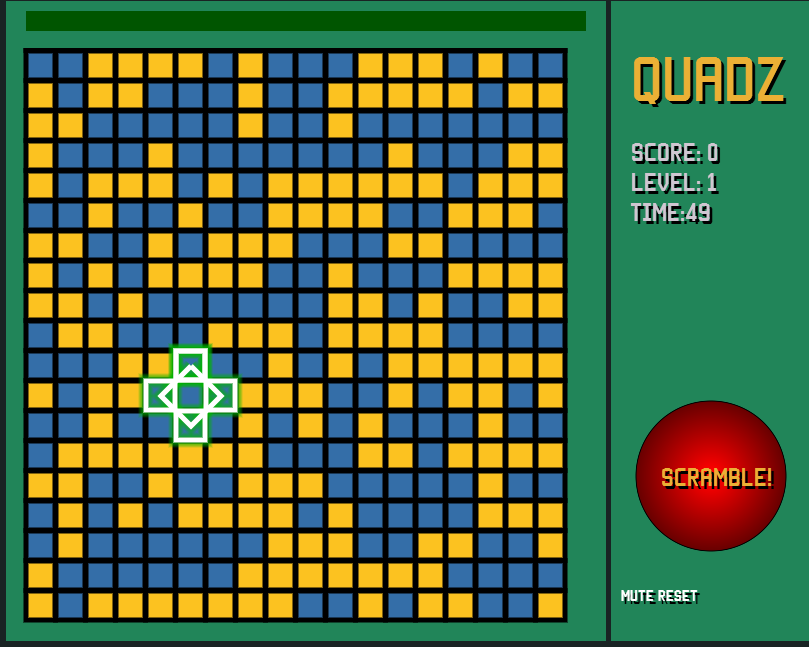 QUADZ
SCORE: 0
LEVEL: 1
TIME:49
SCRAMBLE!
MUTE RESET